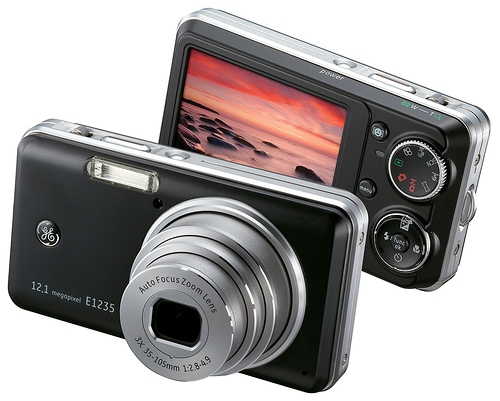 power
W T
menu
SCN
M
Func
ok
GE
12.1 megapixel E1235
Auto Focus Zoom Lens
3X 35-105mm 1:2.8-4.9